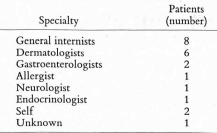 Patients
Specialty (number)
General internists 8
Dermatologists 6
Gastroenterologists 2
Allergist 1
Neurologist 1
Endocrinologist 1
Self 2
Unknown 1